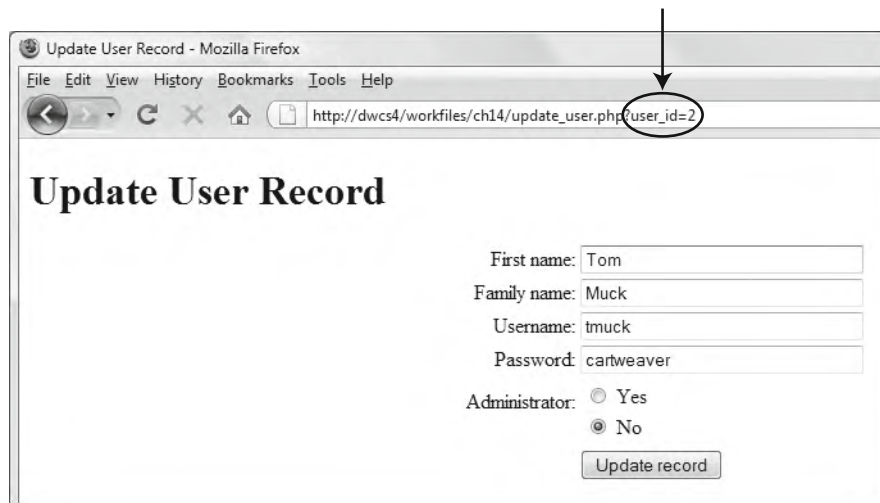 Update User Record - Mozilla Firefox
File Edit View History Bookmarks Tools Help
http://dwcs4/workfiles/ch14/update_user.php?user_id=2
Update User Record
First name: Tom
Family name: Muck
Username: tmuck
Password: cartweaver
Administrator: Yes
No
Update record